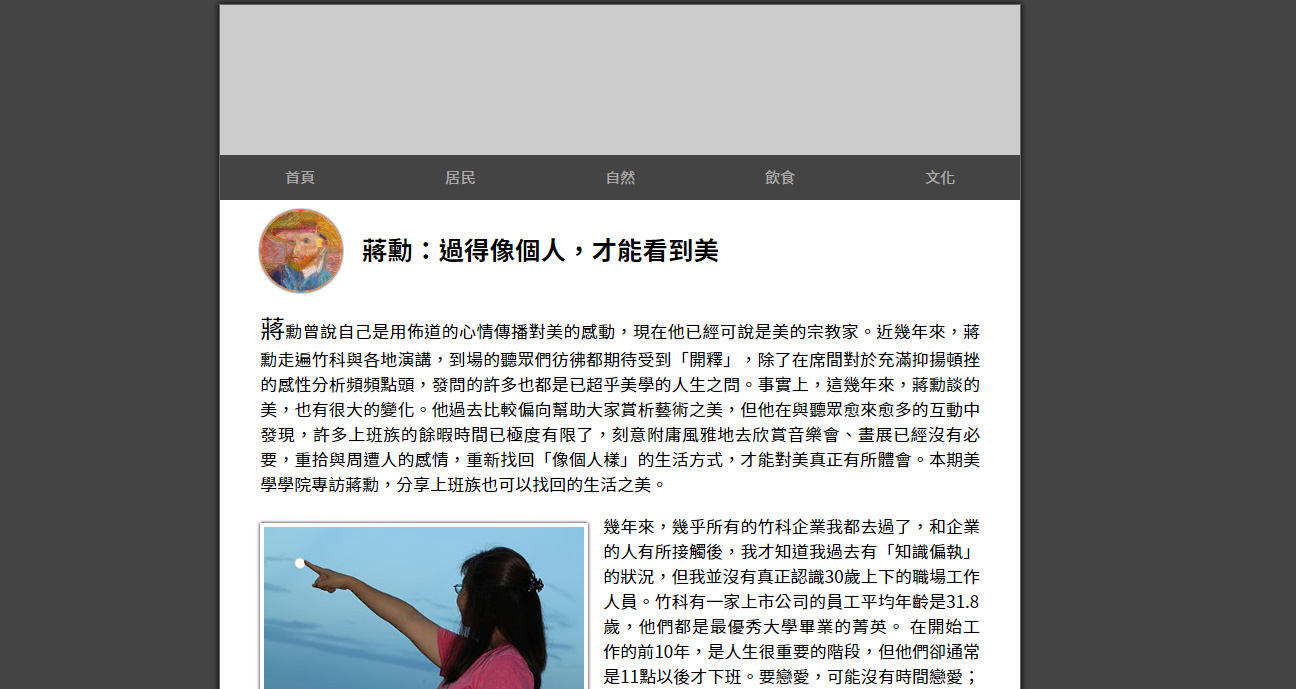 首頁 居民 自然 飲食 文化
蔣勳：過得像個人，才能看到美
蔣勳曾說自己是用佈道的心情傳播對美的感動，現在他已經可說是美的宗教家。近幾年來，蔣
勳走遍竹科與各地演講，到場的聽眾們彷彿都期待受到「開釋」，除了在席間對於充滿抑揚頓挫
的感性分析頻頻點頭，發問的許多也都是已超乎美學的人生之問。事實上，這幾年來，蔣勳談的
美，也有很大的變化。他過去比較偏向幫助大家賞析藝術之美，但他在與聽眾愈來愈多的互動中
發現，許多上班族的餘暇時間已極度有限了，刻意附庸風雅地去欣賞音樂會、畫展已經沒有必
要，重拾與周遭人的感情，重新找回「像個人樣」的生活方式，才能對美真正有所體會。本期美
學學院專訪蔣勳，分享上班族也可以找回的生活之美。
幾年來，幾乎所有的竹科企業我都去過了，和企業
的人有所接觸後，我才知道我過去有「知識偏執」
的狀況，但我並沒有真正認識30歲上下的職場工作
人員。竹科有一家上市公司的員工平均年齡是31.8
歲，他們都是最優秀大學畢業的菁英。 在開始工
作的前10年，是人生很重要的階段，但他們卻通常
是11點以後才下班。要戀愛，可能沒有時間戀愛；